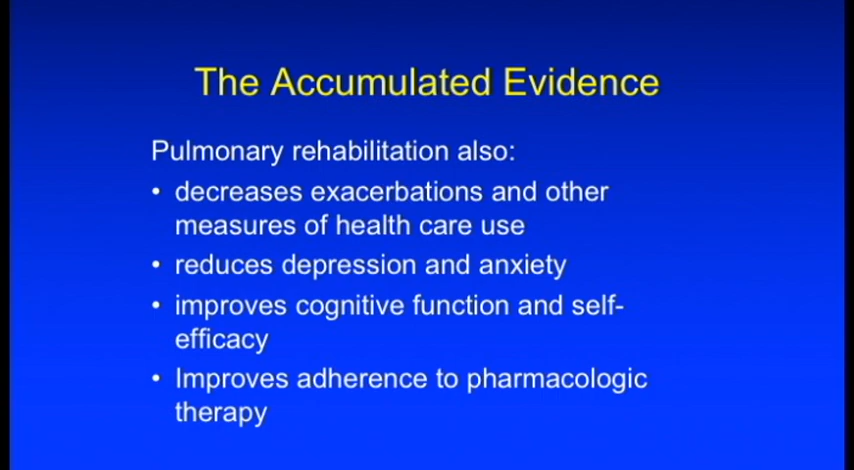 The Accumulated Evidence
Pulmonary rehabilitation also:
• decreases exacerbations and other
measures of health care use
• reduces depression and anxiety
• improves cognitive function and self-
efficacy
• Improves adherence to pharmacologic
therapy